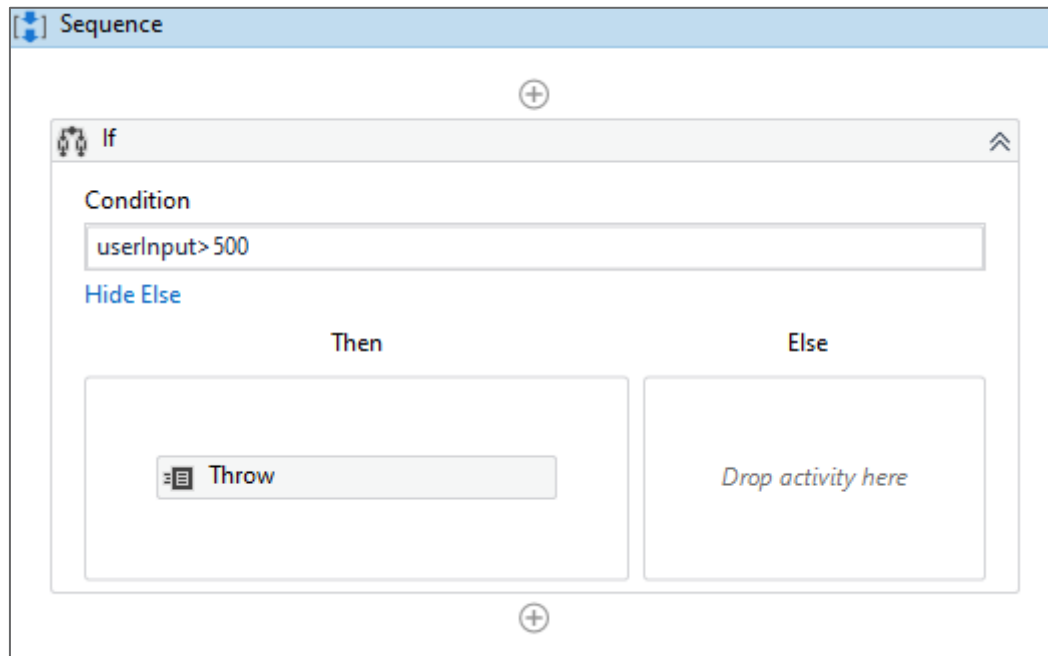 Sequence
If
Condition
userInput>500
Hide Else
Then Else
Throw Drop activity here